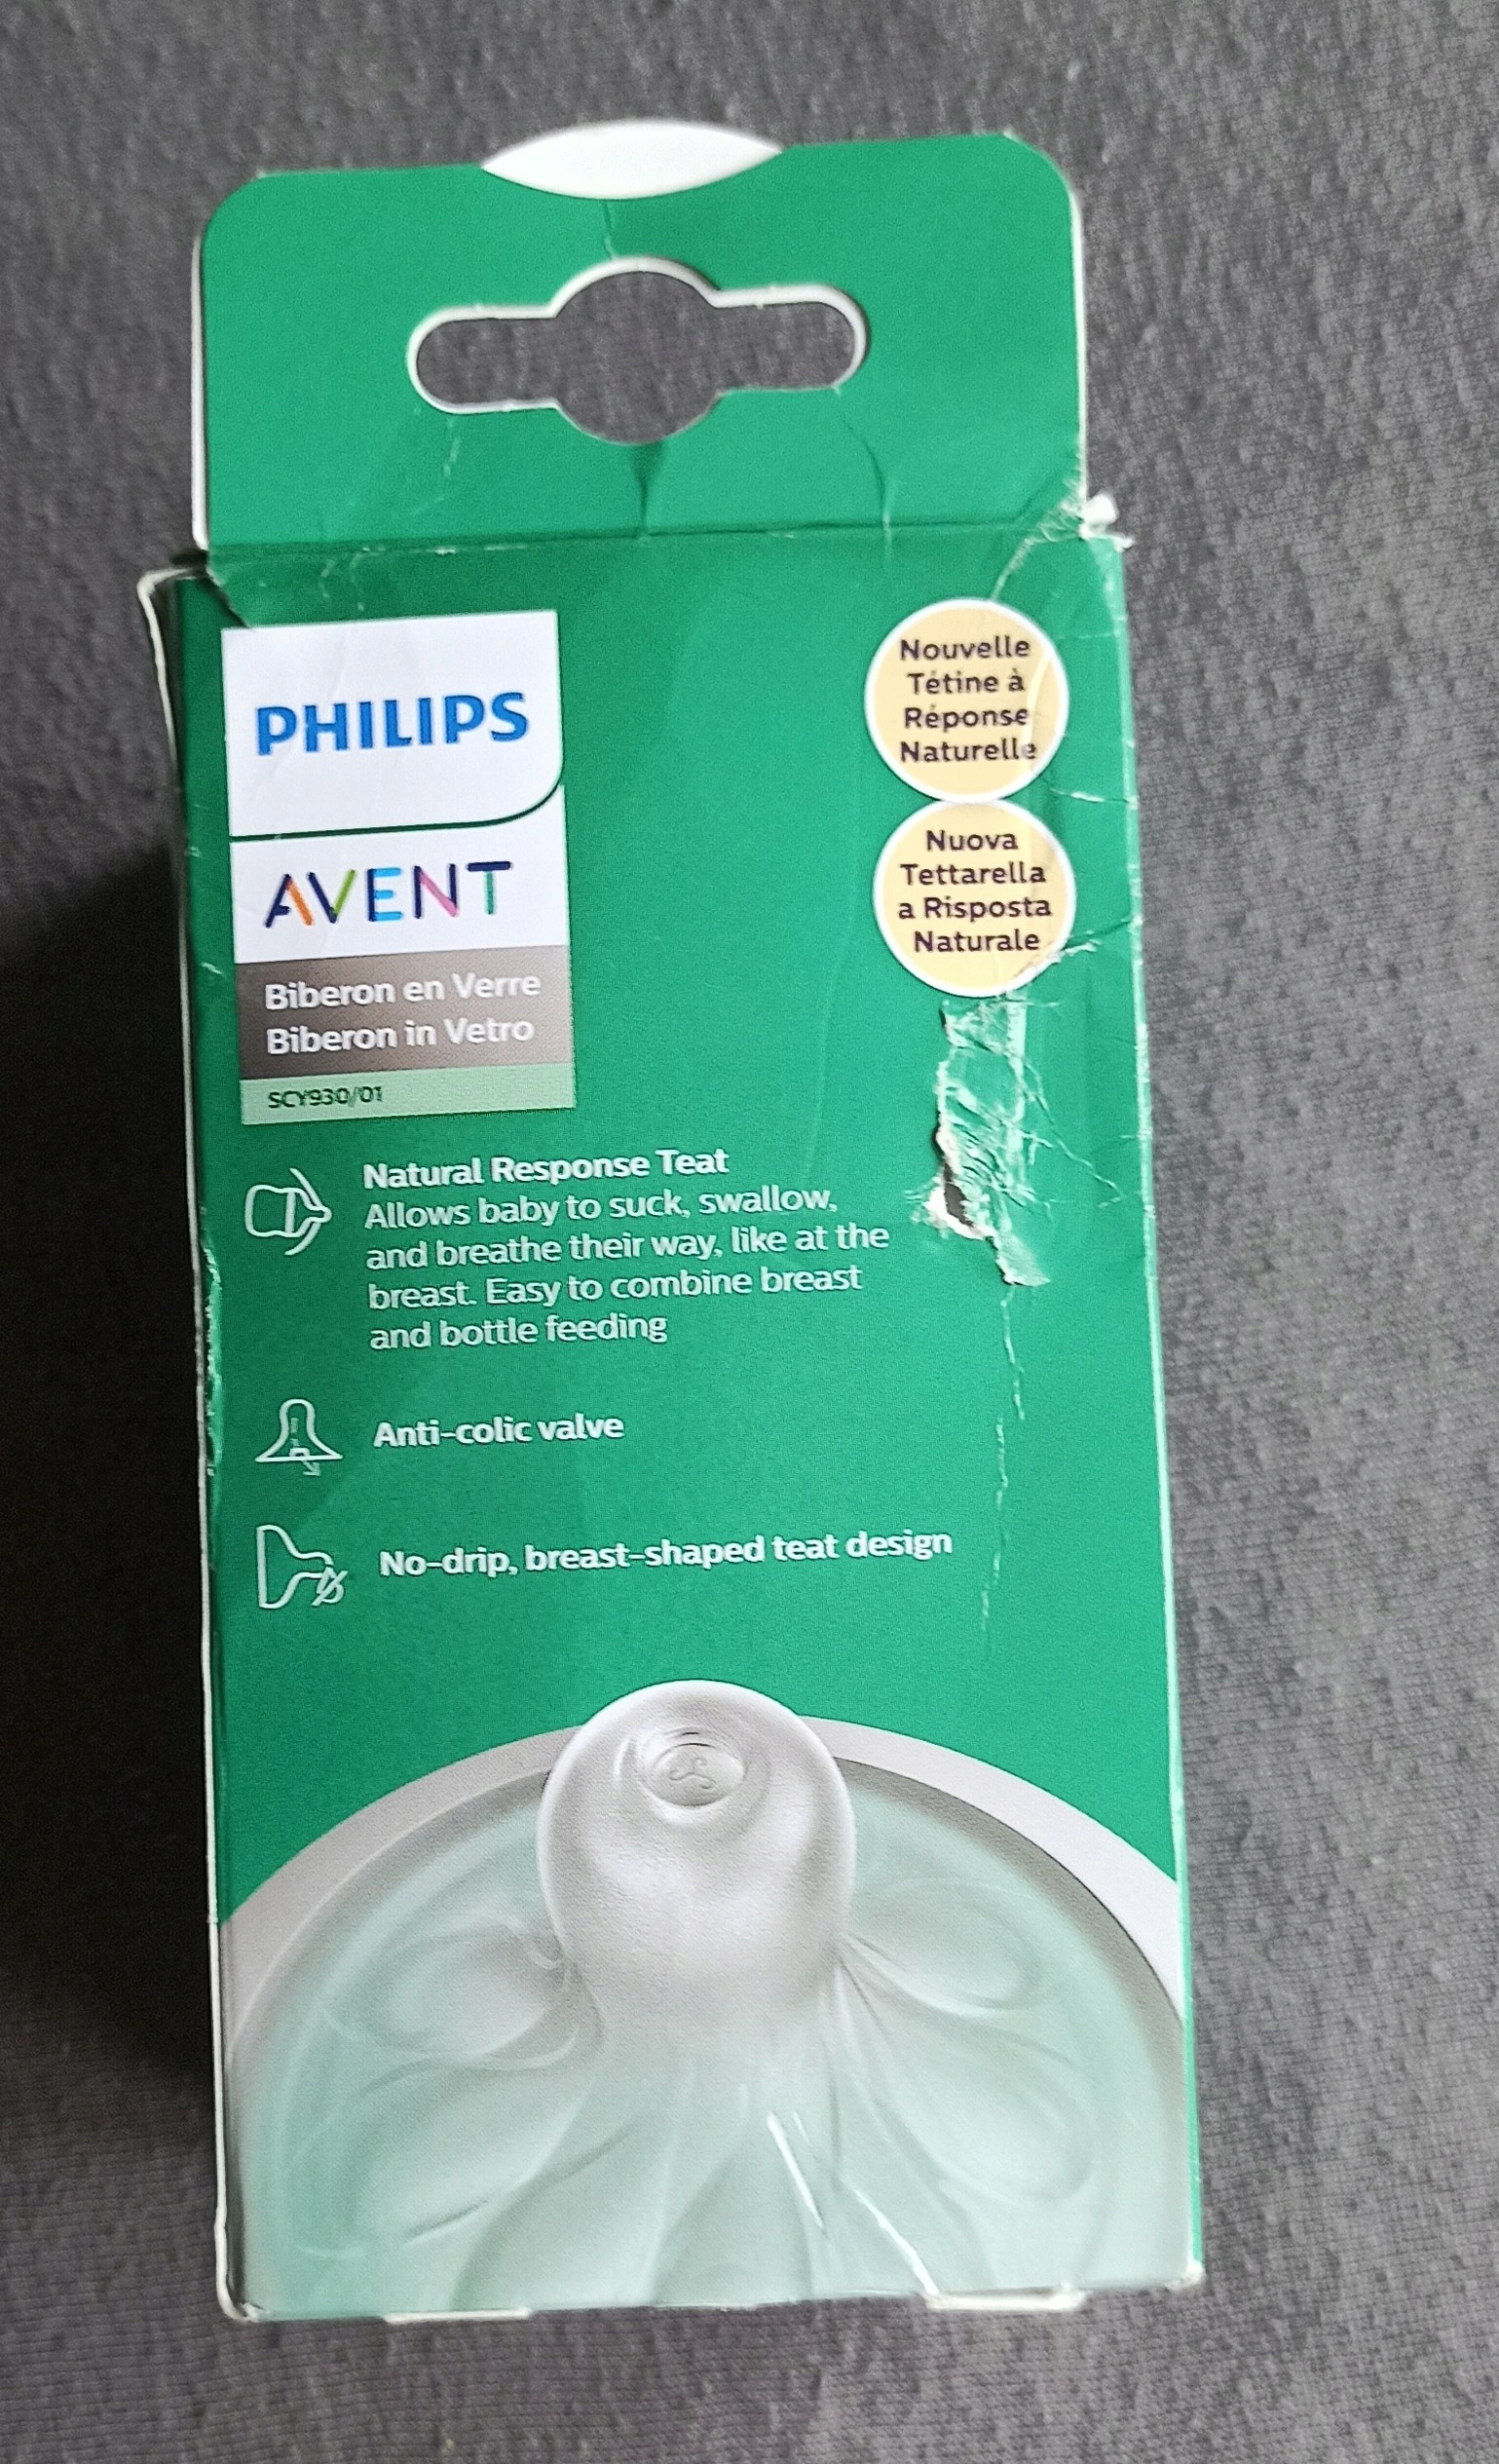 PHILIPS
AVENT
Biberon en Verre
Biberon in Vetro
SCY930/01
Nouvelle
Tétine à
Réponse
Naturelle
Nuova
Tettarella
a Risposta
Naturale
Natural Response Teat
Allows baby to suck, swallow,
and breathe their way, like at the
breast. Easy to combine breast
and bottle feeding
Anti-colic valve
No-drip, breast-shaped teat design